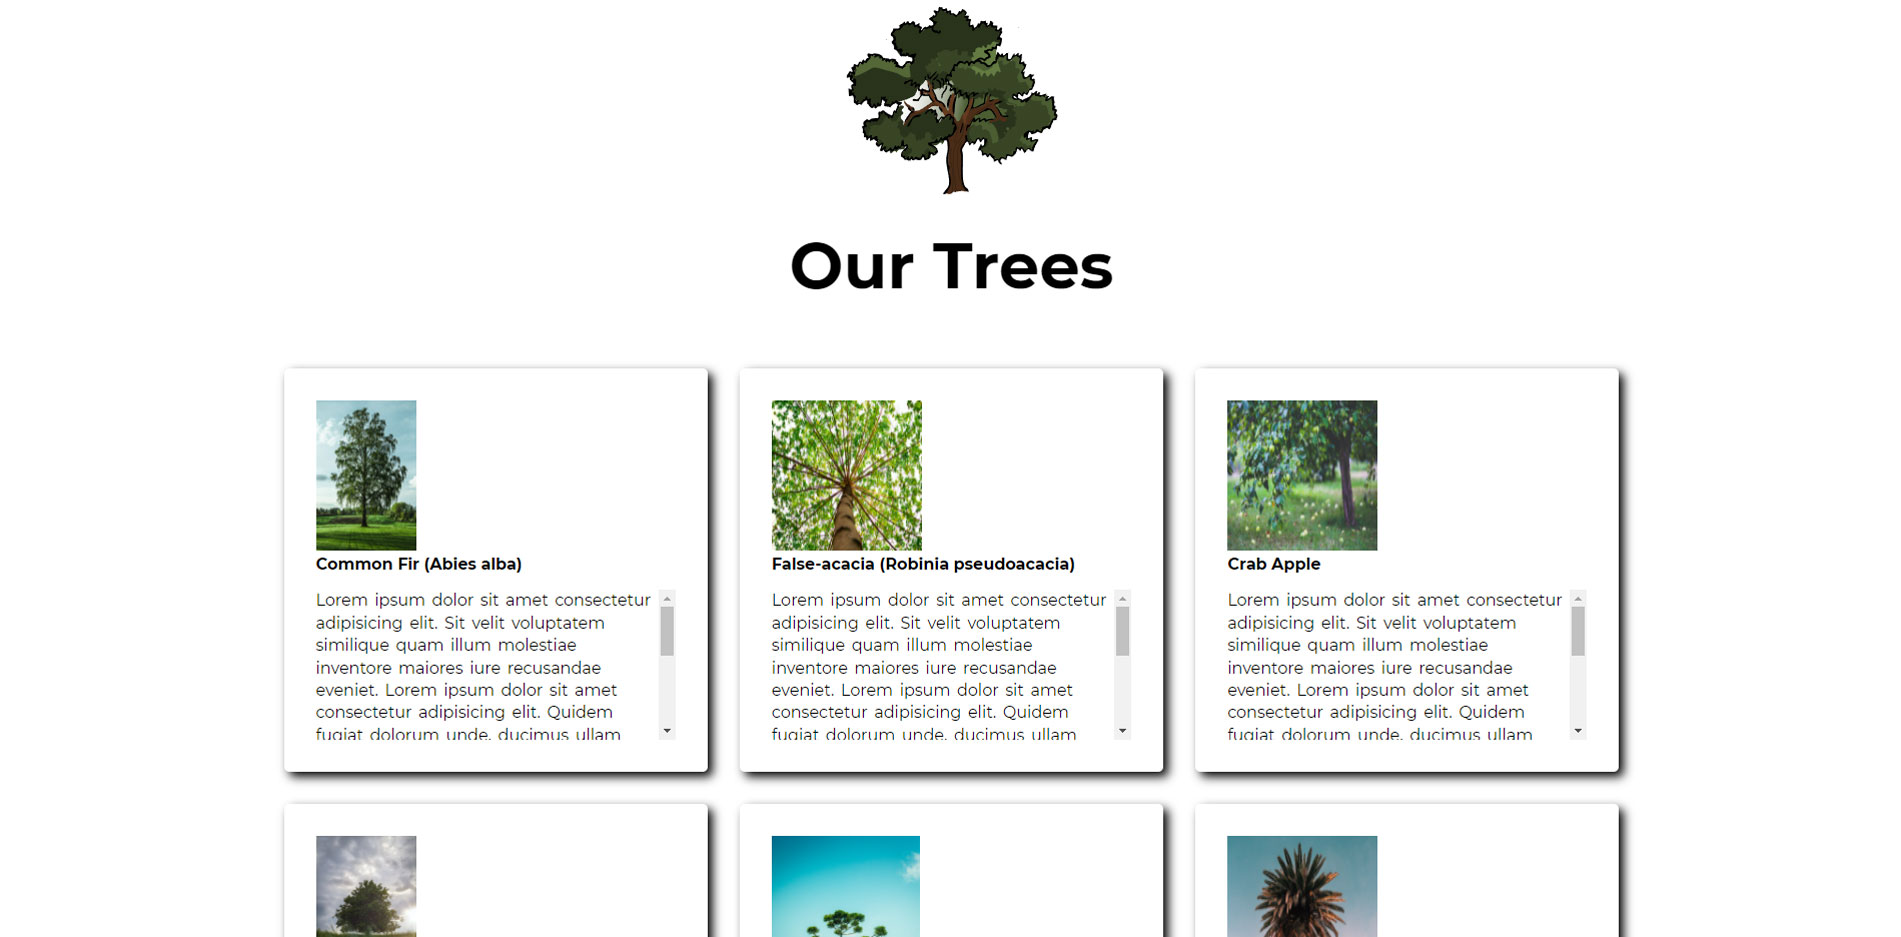 Our Trees
Common Fir (Abies alba)
Lorem ipsum dolor sit amet consectetur
adipisicing elit. Sit velit voluptatem
similique quam illum molestiae
inventore maiores iure recusandae
eveniet. Lorem ipsum dolor sit amet
consectetur adipisicing elit. Quidem
fugiat dolorum unde, ducimus ullam
False-acacia (Robinia pseudoacacia)
Lorem ipsum dolor sit amet consectetur
adipisicing elit. Sit velit voluptatem
similique quam illum molestiae
inventore maiores iure recusandae
eveniet. Lorem ipsum dolor sit amet
consectetur adipisicing elit. Quidem
fugiat dolorum unde, ducimus ullam
Crab Apple
Lorem ipsum dolor sit amet consectetur
adipisicing elit. Sit velit voluptatem
similique quam illum molestiae
inventore maiores iure recusandae
eveniet. Lorem ipsum dolor sit amet
consectetur adipisicing elit. Quidem
fugiat dolorum unde, ducimus ullam